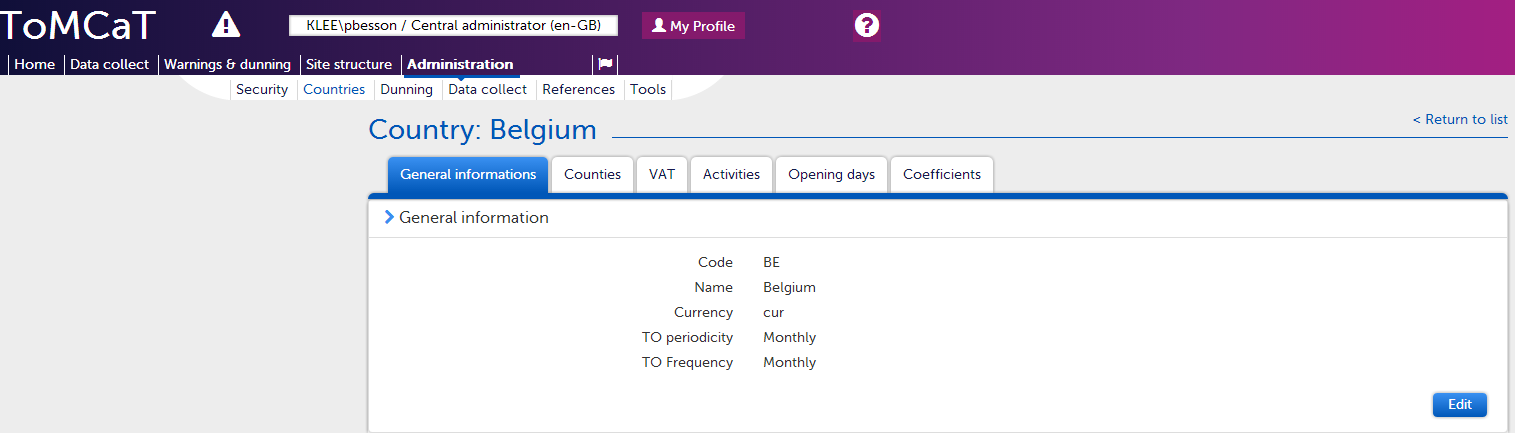 ToMCaT
KLEE\pbesson / Central administrator (en-GB)
My Profile
?
Home Data collect Warnings & dunning Site structure Administration
Security Countries Dunning Data collect References Tools
Country: Belgium
< Return to list
General informations Counties VAT Activities Opening days Coefficients
General information
Code BE
Name Belgium
Currency cur
TO periodicity Monthly
TO Frequency Monthly
Edit